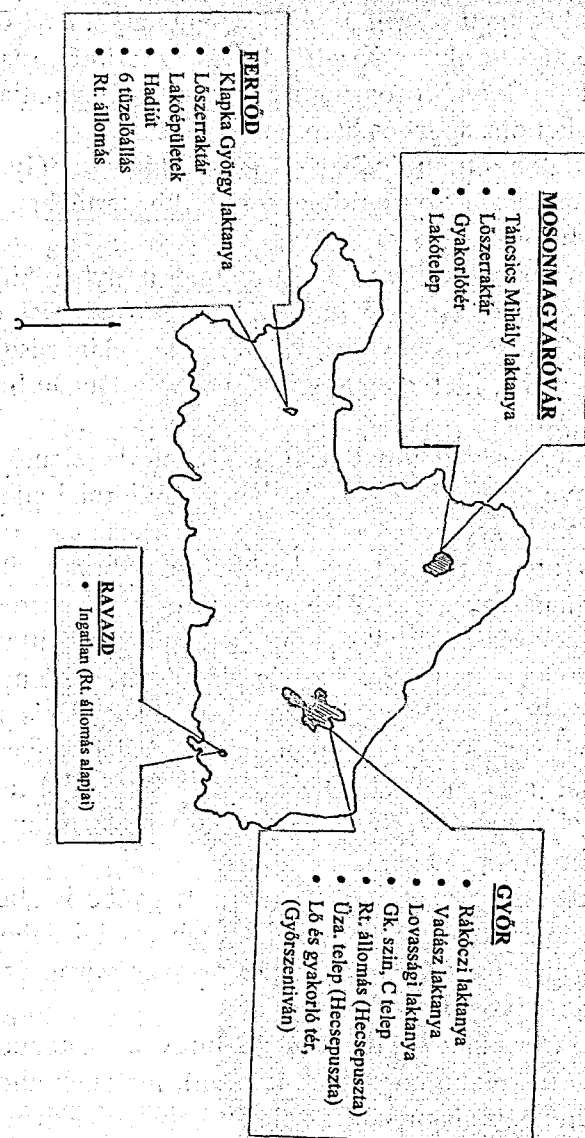 MOSONMAGYARÓVÁR
• Táncsics Mihály laktanya
• Lőszerraktár
• Gyakorlótér
• Lakótelep
GYŐR
• Rákóczi laktanya
• Vadász laktanya
• Lovassági laktanya
• Gk. szin, C telep
• Rt. állomás (Hecsepuszta)
• Üza. telep (Hecsepuszta)
• Lő és gyakorló tér,
(Győrszentiván)
FERTŐD
• Klapka György laktanya
• Lőszerraktár
• Lakóépületek
• Hadiút
• 6 tüzelőállás
• Rt. állomás
RAVAZD
• Ingatlan (Rt. állomás alapjai)